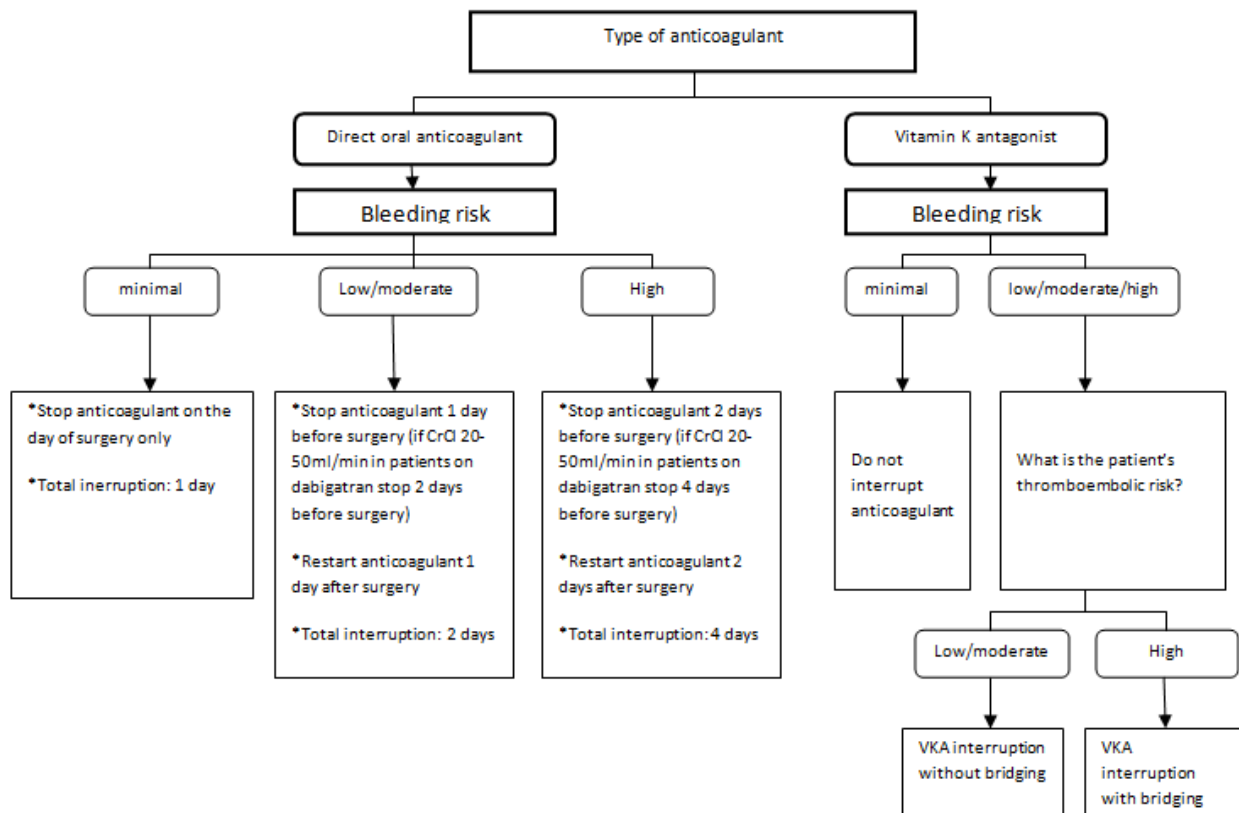 Type of anticoagulant
Direct oral anticoagulant
Vitamin K antagonist
Bleeding risk
Bleeding risk
minimal
Low/moderate
High
minimal
low/moderate/high
*Stop anticoagulant on the
day of surgery only
*Total inerruption: 1 day
*Stop anticoagulant 1 day
before surgery (if CrCl 20-
50ml/min in patients on
dabigatran stop 2 days
before surgery)
*Restart anticoagulant 1
day after surgery
*Total interruption: 2 days
*Stop anticoagulant 2 days
before surgery (if CrCl 20-
50ml/min in patients on
dabigatran stop 4 days
before surgery)
*Restart anticoagulant 2
days after surgery
*Total interruption: 4 days
Do not
interrupt
anticoagulant
What is the patient's
thromboembolic risk?
Low/moderate
High
VKA interruption
without bridging
VKA
interruption
with bridging